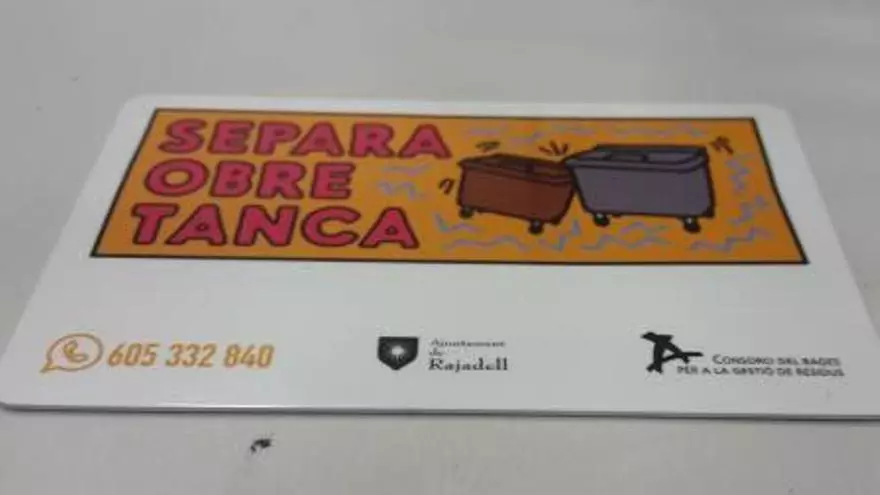 SEPARA
OBRE
TANCA
605 332 840
Ajuntament
de
Rajadell
CONSORCI DEL BAGES
PER A LA GESTIÓ DE RESIDUS